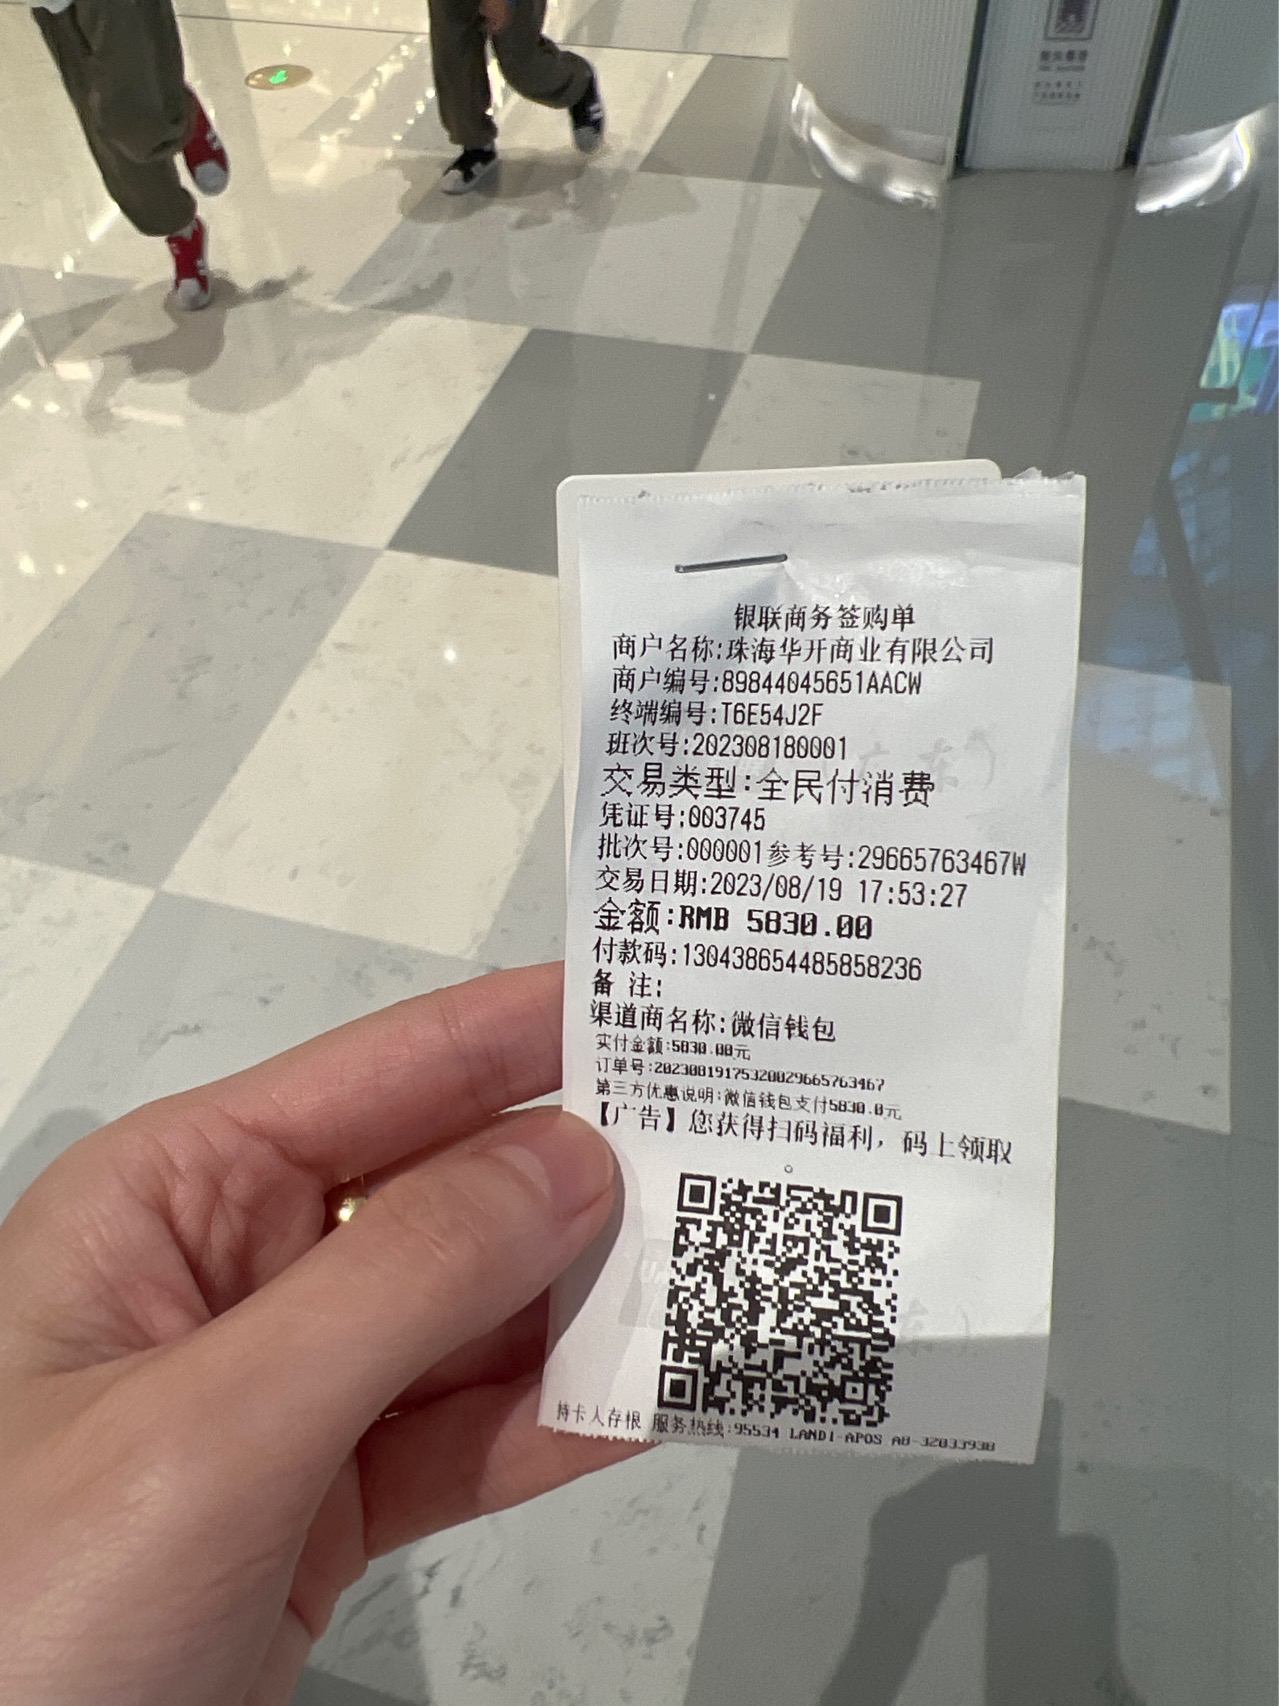 银联商务签购单
商户名称:珠海华开商业有限公司
商户编号:89844045651AACW
终端编号:T6E54J2F
班次号:202308180001
交易类型:全民付消费
凭证号:003745
批次号:000001参考号:29665763467W
交易日期:2023/08/19 17:53:27
金额:RMB 5830.00
付款码:130438654485858236
备 注:
渠道商名称:微信钱包
实付金额:5830.00元
订单号:20230819175320029665763467
第三方优惠说明:微信钱包支付5830.0元
【广告】您获得扫码福利，码上领取
。
持卡人存根 服务热线:95534 LANDI-APOS A8-32033938